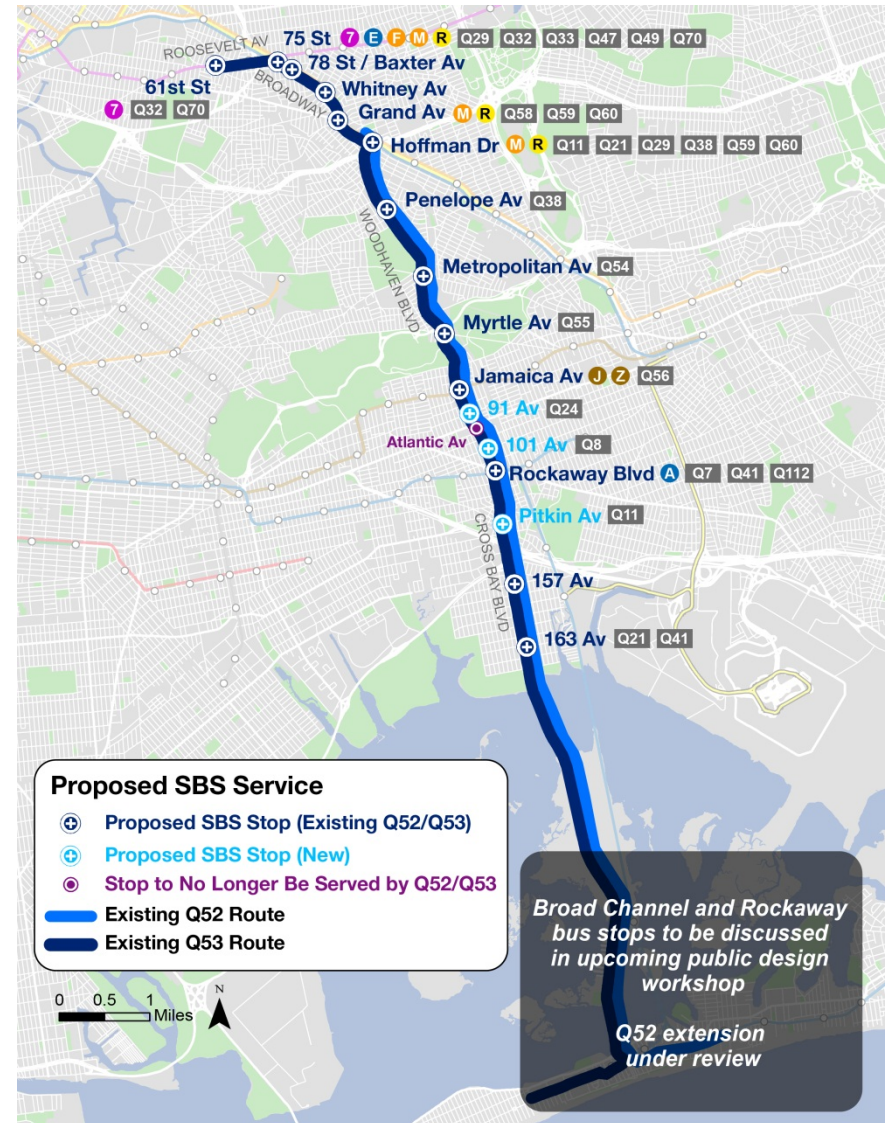 ROOSEVELT AV
75 St 7 E F M R Q29 Q32 Q33 Q47 Q49 Q70
78 St / Baxter Av
61st St
7 Q32 Q70
BROADWAY
Whitney Av
Grand Av M R Q58 Q59 Q60
Hoffman Dr M R Q11 Q21 Q29 Q38 Q59 Q60
Penelope Av Q38
WOODHAVEN BLVD
Metropolitan Av Q54
Myrtle Av Q55
Jamaica Av J Z Q56
91 Av Q24
Atlantic Av
101 Av Q8
Rockaway Blvd A Q7 Q41 Q112
Pitkin Av Q11
CROSS BAY BLVD
157 Av
163 Av Q21 Q41
Proposed SBS Service
Proposed SBS Stop (Existing Q52/Q53)
Proposed SBS Stop (New)
Stop to No Longer Be Served by Q52/Q53
Existing Q52 Route
Existing Q53 Route
0 0.5 1
Miles
N
Broad Channel and Rockaway
bus stops to be discussed
in upcoming public design
workshop
Q52 extension
under review